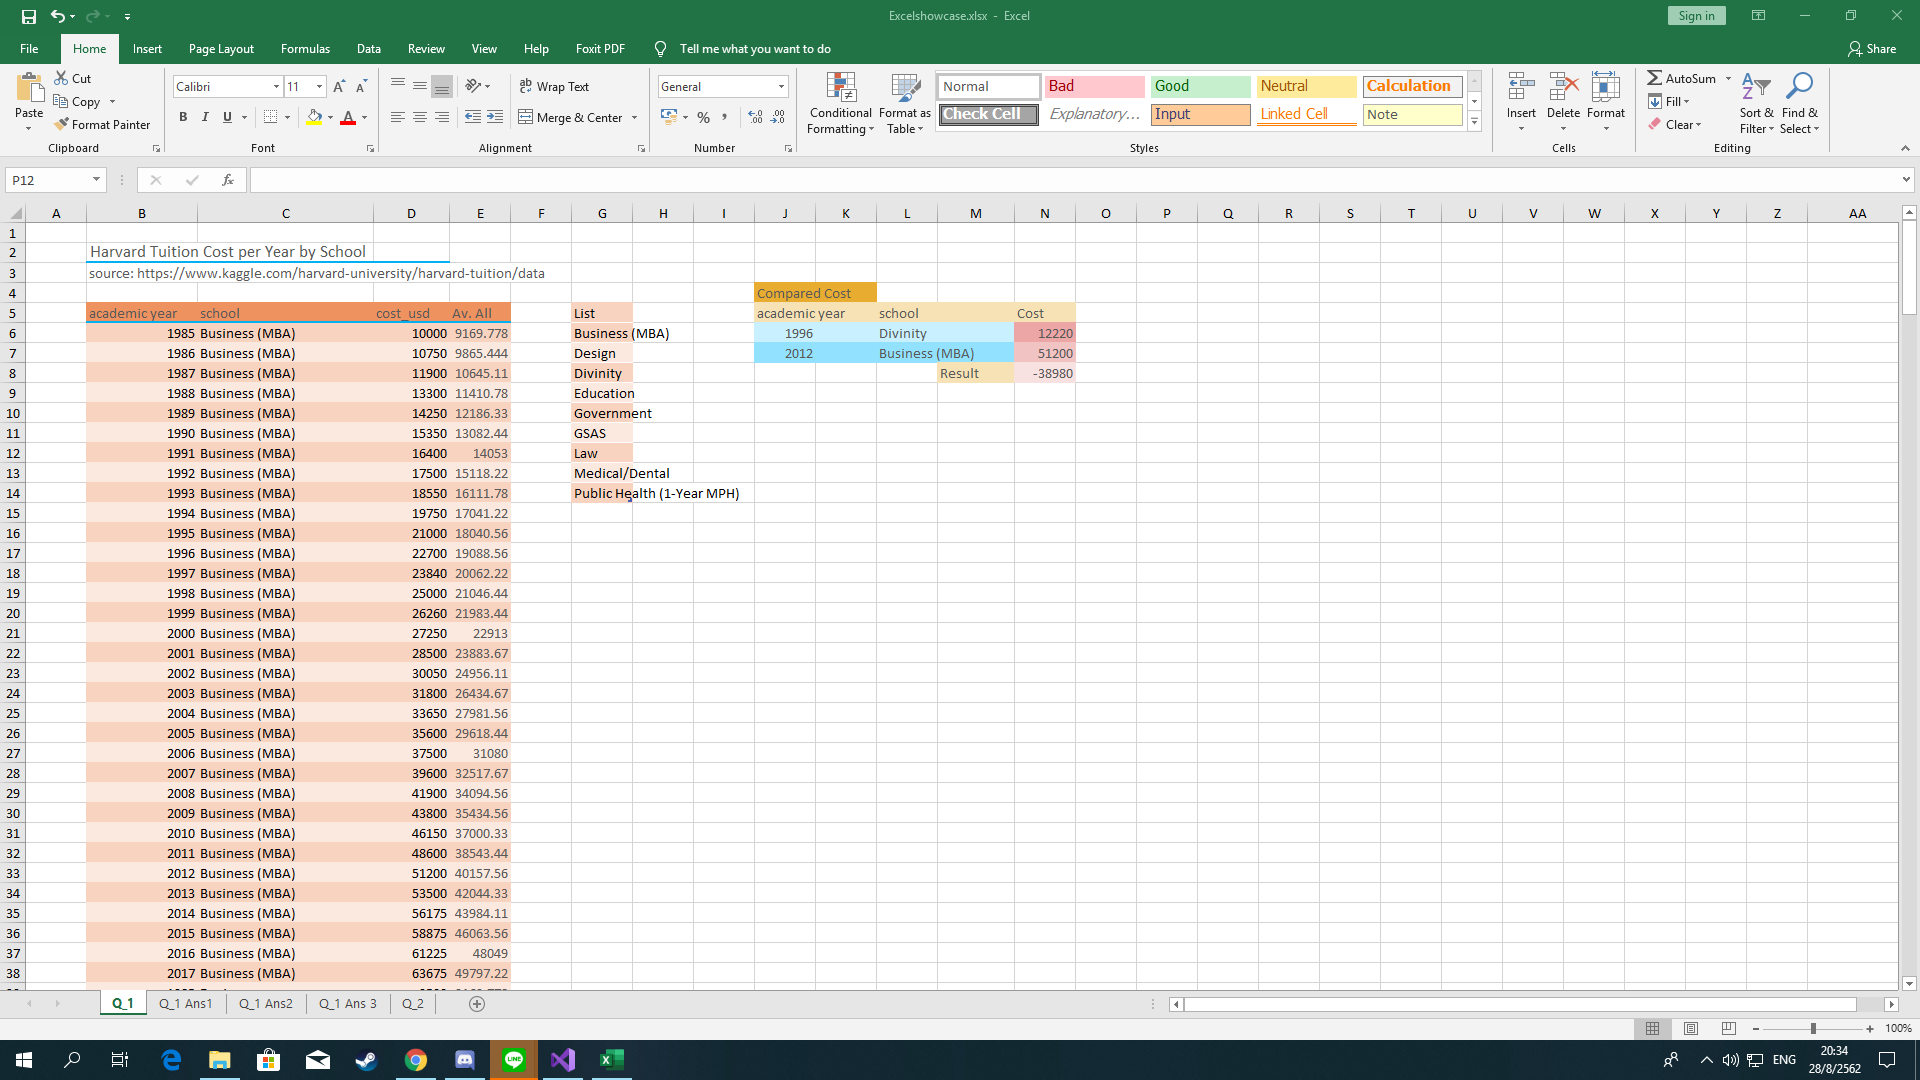 Excelshowcase.xlsx - Excel
Sign in
File Home Insert Page Layout Formulas Data Review View Help Foxit PDF Tell me what you want to do Share
Paste
Cut
Copy
Format Painter
Clipboard
Calibri 11
B I U
Font
Wrap Text
Merge & Center
Alignment
General
Number
Conditional Formatting
Format as Table
Normal Bad Good Neutral Calculation
Check Cell Explanatory... Input Linked Cell Note
Styles
Insert Delete Format
Cells
AutoSum
Fill
Clear
Sort & Filter
Find & Select
Editing
P12 fx
A B C D E F G H I J K L M N O P Q R S T U V W X Y Z AA
1
2 Harvard Tuition Cost per Year by School
3 source: https://www.kaggle.com/harvard-university/harvard-tuition/data
4 Compared Cost
5 academic year school cost_usd Av. All List academic year school Cost
6 1985 Business (MBA) 10000 9169.778 Business (MBA) 1996 Divinity 12220
7 1986 Business (MBA) 10750 9865.444 Design 2012 Business (MBA) 51200
8 1987 Business (MBA) 11900 10645.11 Divinity Result -38980
9 1988 Business (MBA) 13300 11410.78 Education
10 1989 Business (MBA) 14250 12186.33 Government
11 1990 Business (MBA) 15350 13082.44 GSAS
12 1991 Business (MBA) 16400 14053 Law
13 1992 Business (MBA) 17500 15118.22 Medical/Dental
14 1993 Business (MBA) 18550 16111.78 Public Health (1-Year MPH)
15 1994 Business (MBA) 19750 17041.22
16 1995 Business (MBA) 21000 18040.56
17 1996 Business (MBA) 22700 19088.56
18 1997 Business (MBA) 23840 20062.22
19 1998 Business (MBA) 25000 21046.44
20 1999 Business (MBA) 26260 21983.44
21 2000 Business (MBA) 27250 22913
22 2001 Business (MBA) 28500 23883.67
23 2002 Business (MBA) 30050 24956.11
24 2003 Business (MBA) 31800 26434.67
25 2004 Business (MBA) 33650 27981.56
26 2005 Business (MBA) 35600 29618.44
27 2006 Business (MBA) 37500 31080
28 2007 Business (MBA) 39600 32517.67
29 2008 Business (MBA) 41900 34094.56
30 2009 Business (MBA) 43800 35434.56
31 2010 Business (MBA) 46150 37000.33
32 2011 Business (MBA) 48600 38543.44
33 2012 Business (MBA) 51200 40157.56
34 2013 Business (MBA) 53500 42044.33
35 2014 Business (MBA) 56175 43984.11
36 2015 Business (MBA) 58875 46063.56
37 2016 Business (MBA) 61225 48049
38 2017 Business (MBA) 63675 49797.22
Q_1 Q_1 Ans1 Q_1 Ans2 Q_1 Ans 3 Q_2
100%
LINE
ENG
20:34
28/8/2562